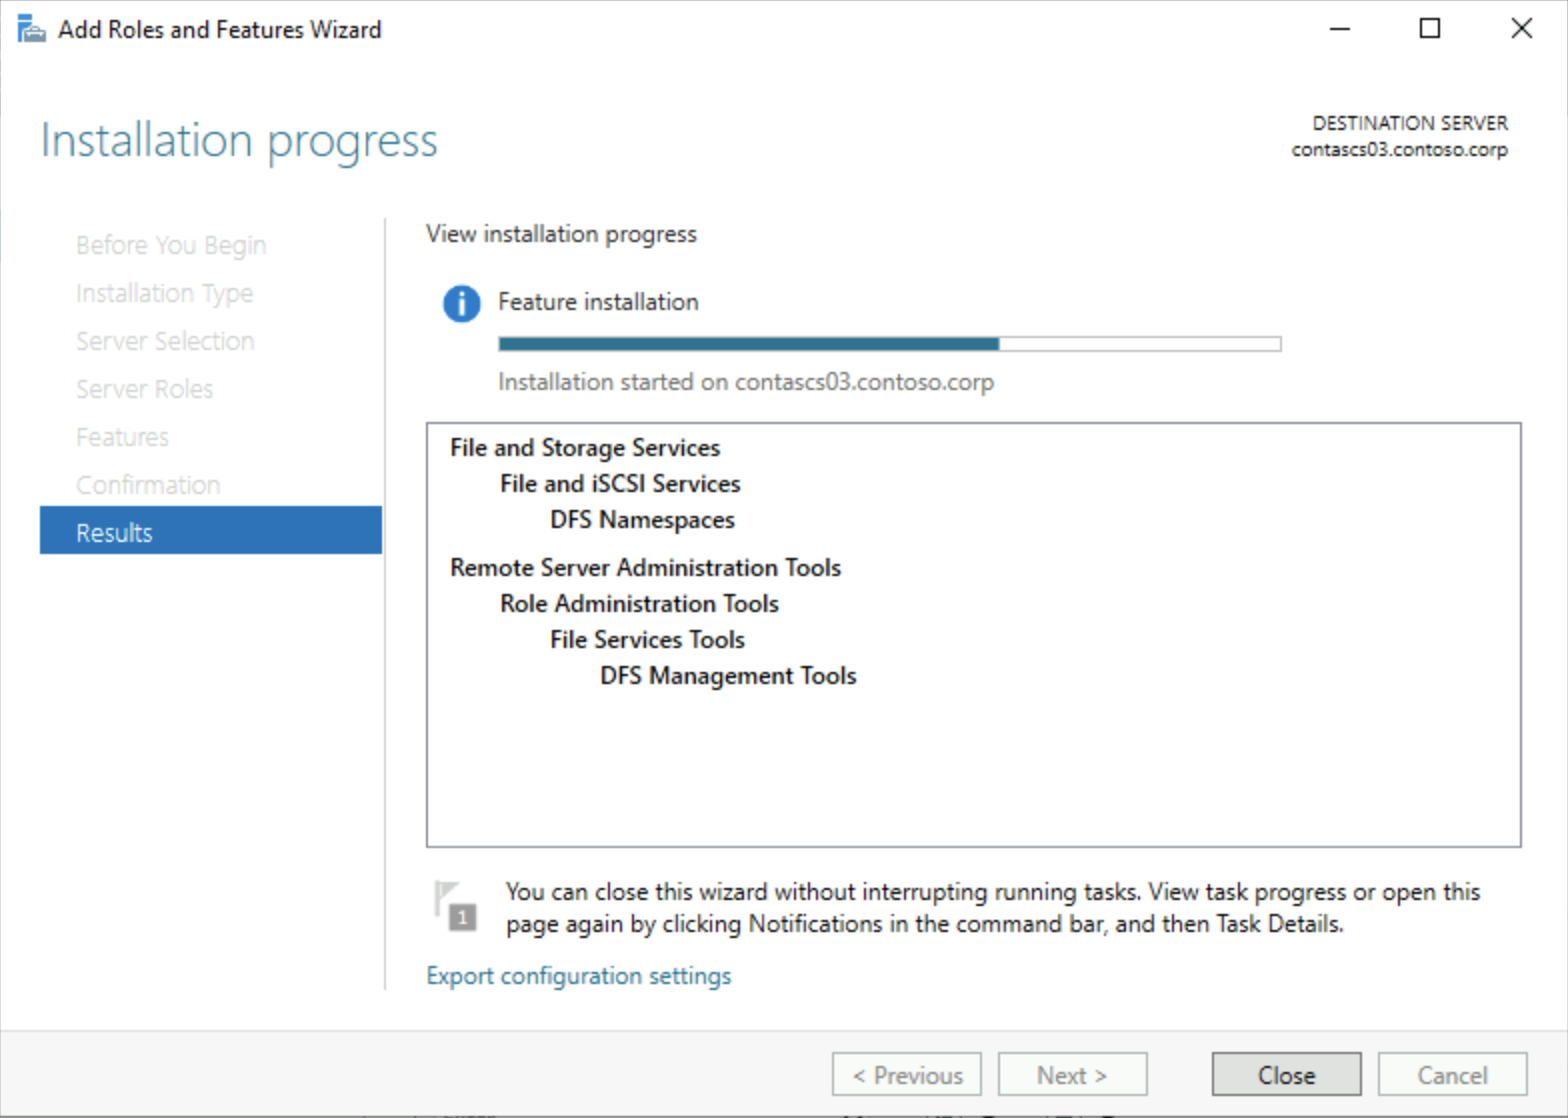 Add Roles and Features Wizard
Installation progress
DESTINATION SERVER
contascs03.contoso.corp
Before You Begin
Installation Type
Server Selection
Server Roles
Features
Confirmation
Results
View installation progress
Feature installation
Installation started on contascs03.contoso.corp
File and Storage Services
File and iSCSI Services
DFS Namespaces
Remote Server Administration Tools
Role Administration Tools
File Services Tools
DFS Management Tools
1
You can close this wizard without interrupting running tasks. View task progress or open this
page again by clicking Notifications in the command bar, and then Task Details.
Export configuration settings
< Previous
Next >
Close
Cancel